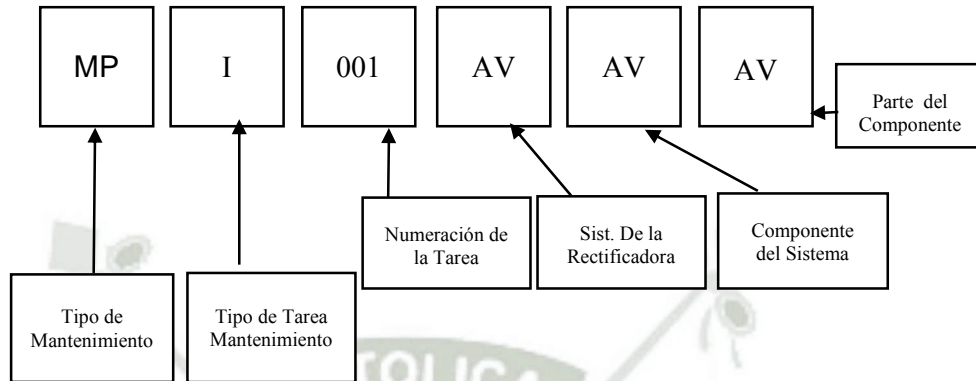 MP
I
001
AV
AV
AV
Parte del
Componente
Numeración de
la Tarea
Sist. De la
Rectificadora
Componente
del Sistema
Tipo de
Mantenimiento
Tipo de Tarea
Mantenimiento
TOLICA